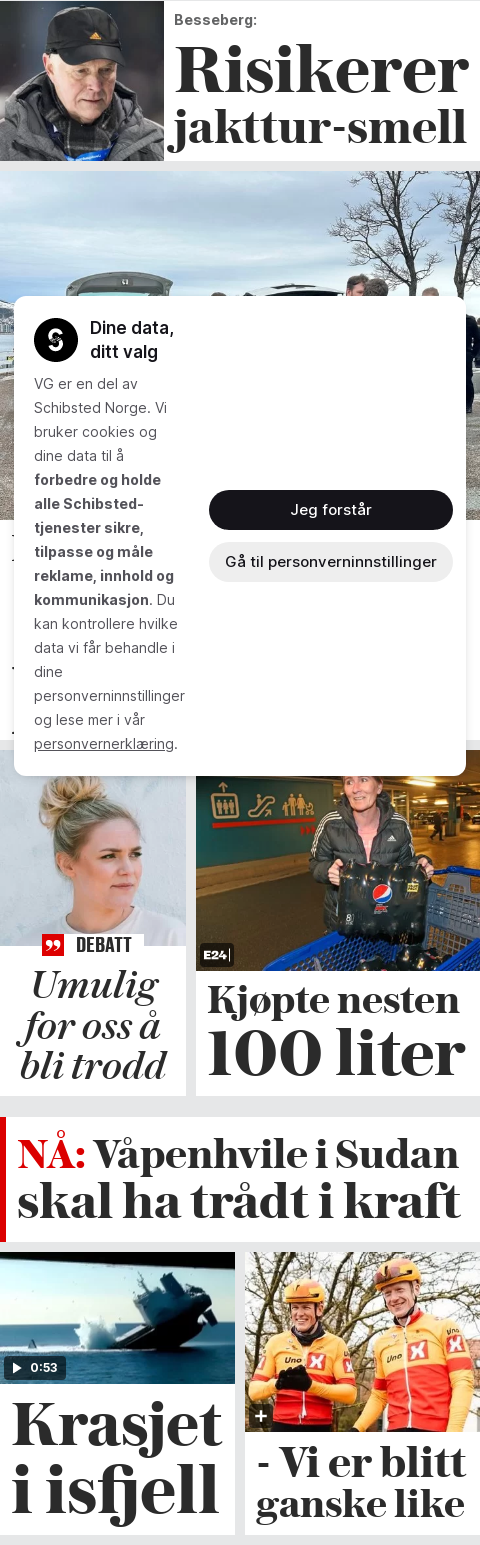 Besseberg:
Risikerer
jakttur-smell
Dine data,
ditt valg
VG er en del av
Schibsted Norge. Vi
bruker cookies og
dine data til å
forbedre og holde
alle Schibsted-
tjenester sikre,
tilpasse og måle
reklame, innhold og
kommunikasjon. Du
kan kontrollere hvilke
data vi får behandle i
dine
personverninnstillinger
og lese mer i vår
personvernerklæring.
Jeg forstår
Gå til personverninnstillinger
DEBATT
Umulig
for oss å
bli trodd
E24
Kjøpte nesten
100 liter
NÅ: Våpenhvile i Sudan
skal ha trådt i kraft
0:53
Krasjet
i isfjell
Uno
Uno
- Vi er blitt
ganske like